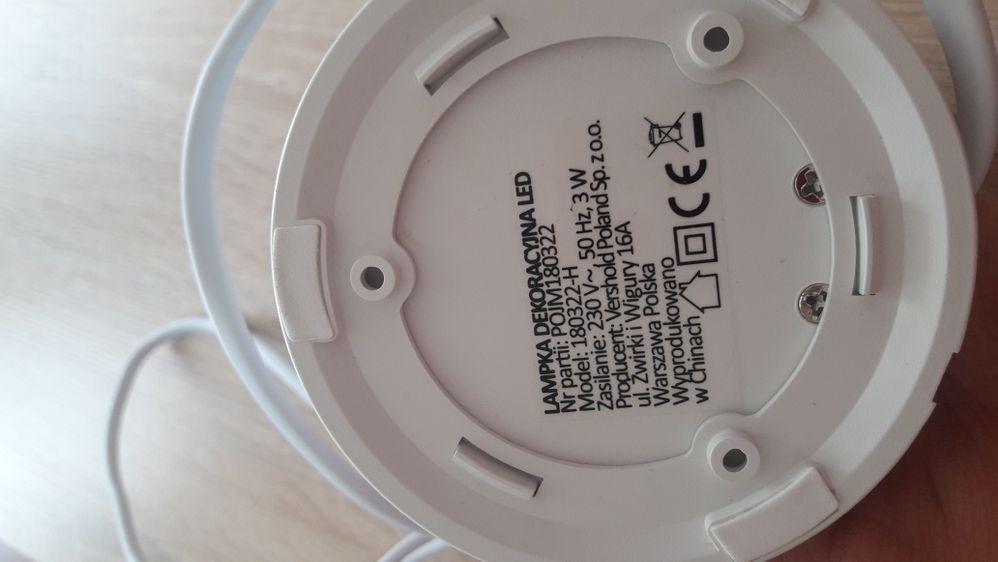 LAMPKA DEKORACYJNA LED
Nr partii: POJM180322
Model: 180322-H
Zasilanie: 230 V~, 50 Hz, 3 W
Producent: Vershold Poland Sp. z o.o.
ul. Żwirki i Wigury 16A
Warszawa Polska
Wyprodukowano
w Chinach
CE